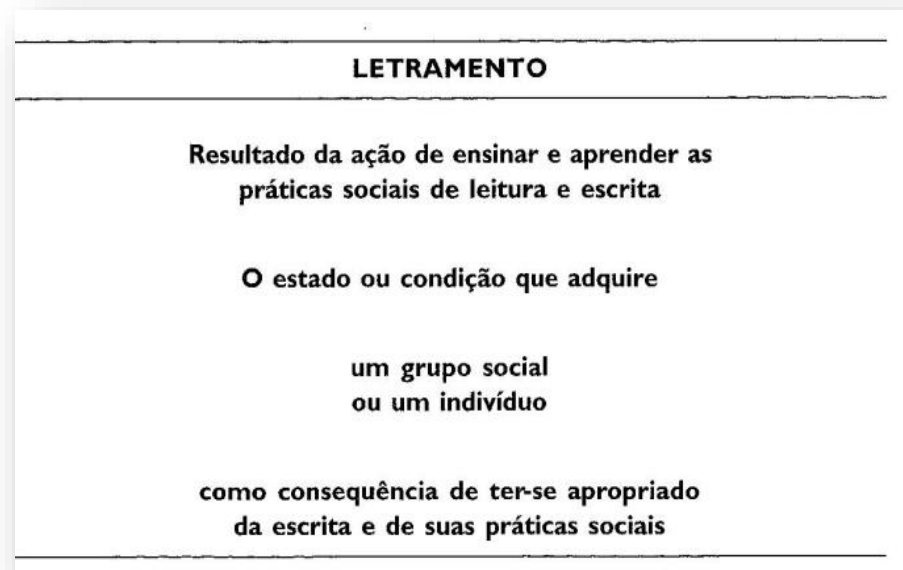 LETRAMENTO
Resultado da ação de ensinar e aprender as
práticas sociais de leitura e escrita
O estado ou condição que adquire
um grupo social
ou um indivíduo
como consequência de ter-se apropriado
da escrita e de suas práticas sociais